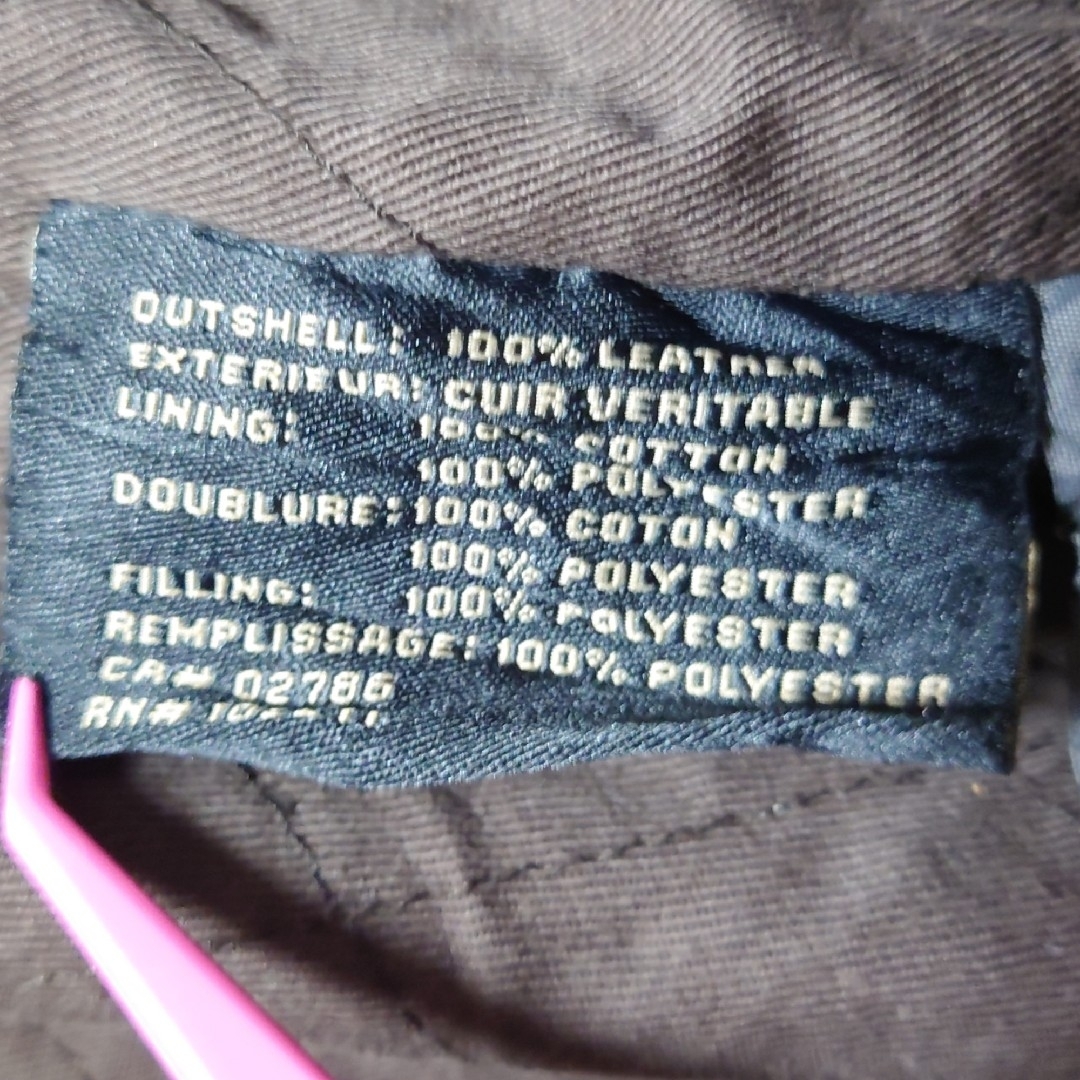 OUTSHELL: 100% LEATHER
EXTERIEUR: CUIR VERITABLE
LINING: 100% COTTON
100% POLYESTER
DOUBLURE: 100% COTON
100% POLYESTER
FILLING: 100% POLYESTER
REMPLISSAGE: 100% POLYESTER
CA# 02786
RN#